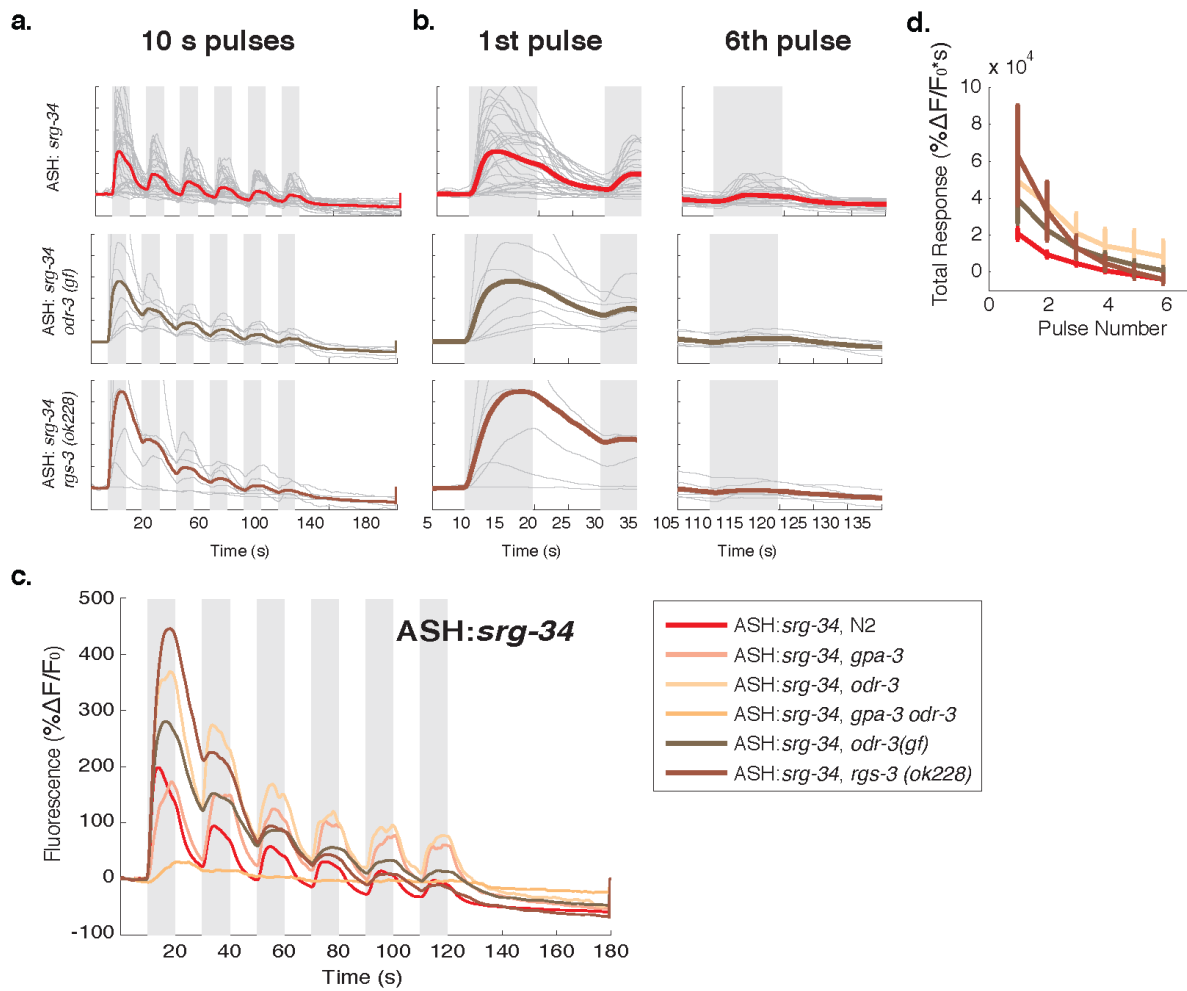 a.
10 s pulses
ASH: srg-34
ASH: srg-34
odr-3 (gf)
ASH: srg-34
rgs-3 (ok228)
20 60 80 100 140 180
Time (s)
b.
1st pulse
6th pulse
5 10 15 20 25 30 35
Time (s)
105 110 115 120 125 130 135
Time (s)
d.
x 10⁴
Total Response (%ΔF/F₀*s)
10
8
6
4
2
0
0 2 4 6
Pulse Number
c.
ASH:srg-34
Fluorescence (%ΔF/F₀)
500
400
300
200
100
0
-100
20 40 60 80 100 120 140 160 180
Time (s)
ASH:srg-34, N2
ASH:srg-34, gpa-3
ASH:srg-34, odr-3
ASH:srg-34, gpa-3 odr-3
ASH:srg-34, odr-3(gf)
ASH:srg-34, rgs-3 (ok228)